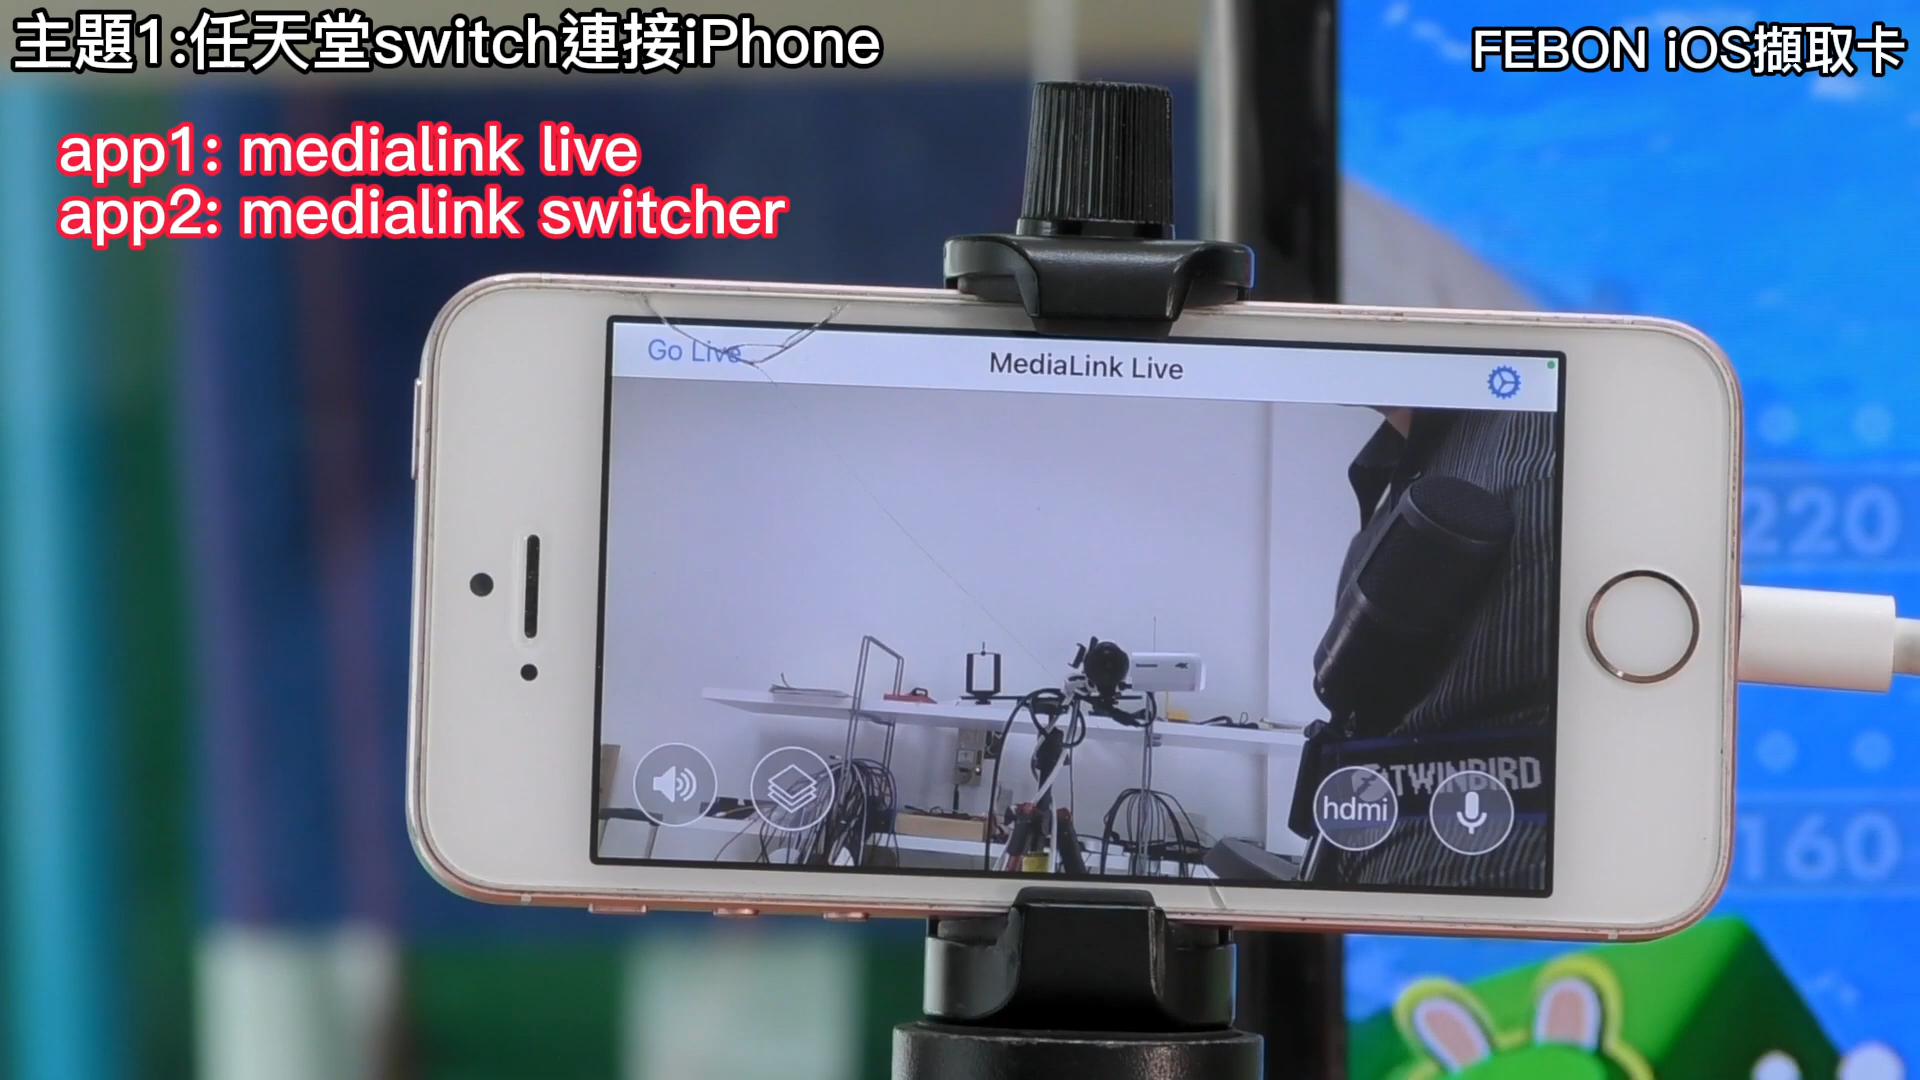 主題1:任天堂switch連接iPhone
FEBON iOS擷取卡
app1: medialink live
app2: medialink switcher
Go Live
MediaLink Live
220
4K
TWINBIRD
hdmi
160